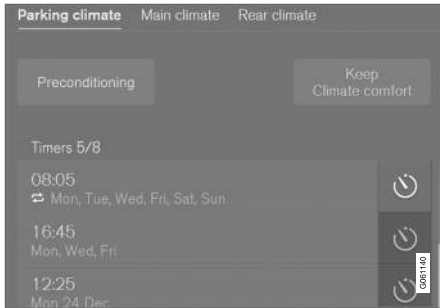 Parking climate Main climate Rear climate
Preconditioning
Keep
Climate comfort
Timers 5/8
08:05
Mon, Tue, Wed, Fri, Sat, Sun
16:45
Mon, Wed, Fri
12:25
Mon 24 Dec
G061140